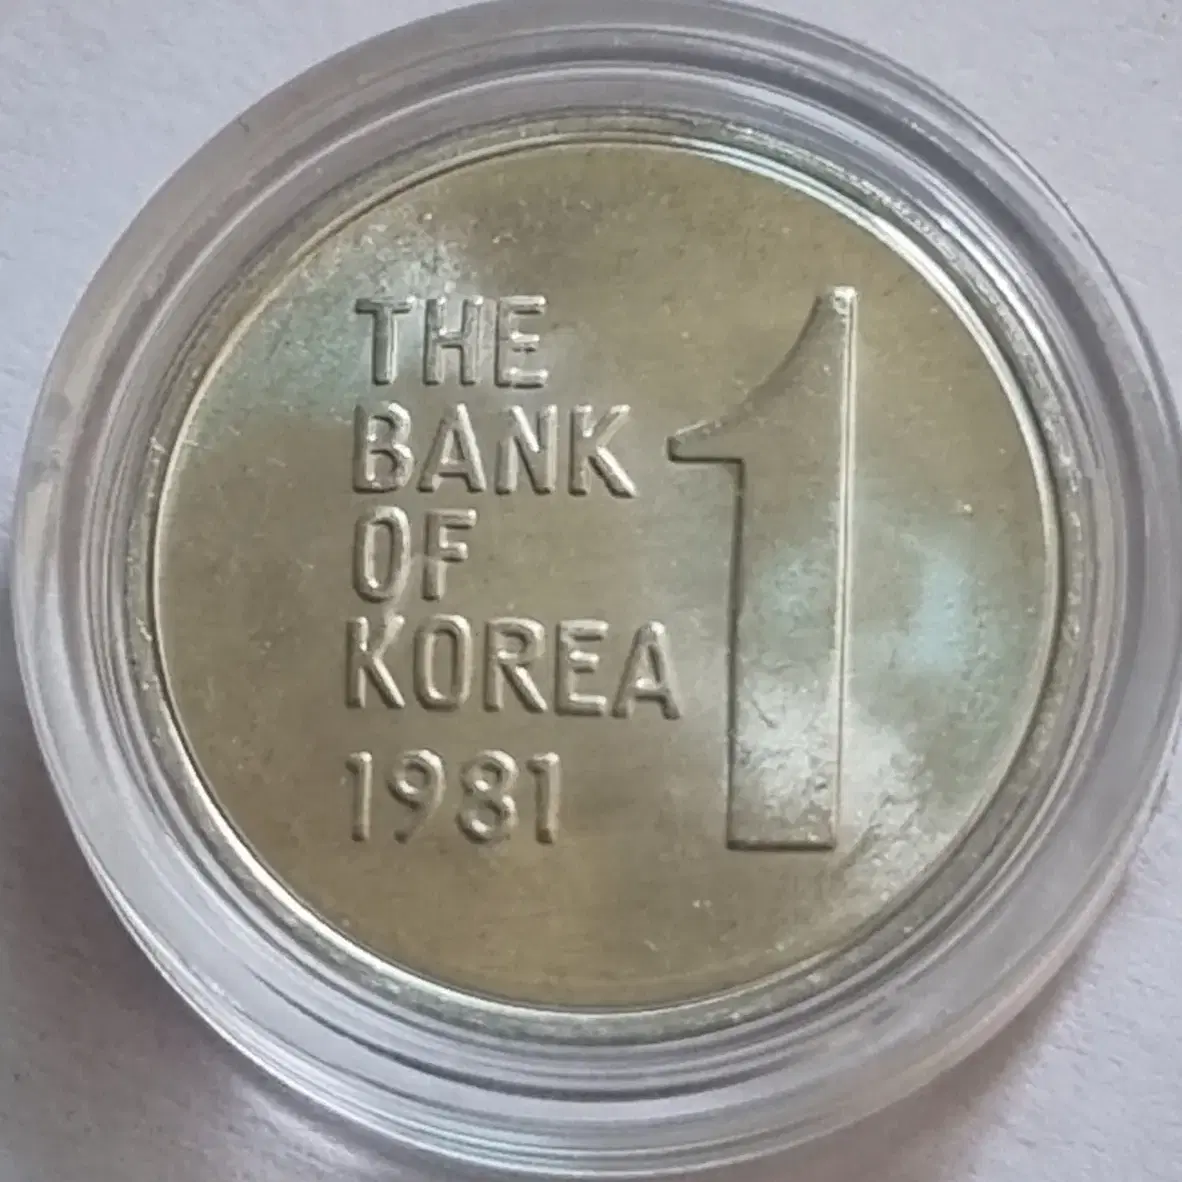 THE
BANK
OF
KOREA
1981
1